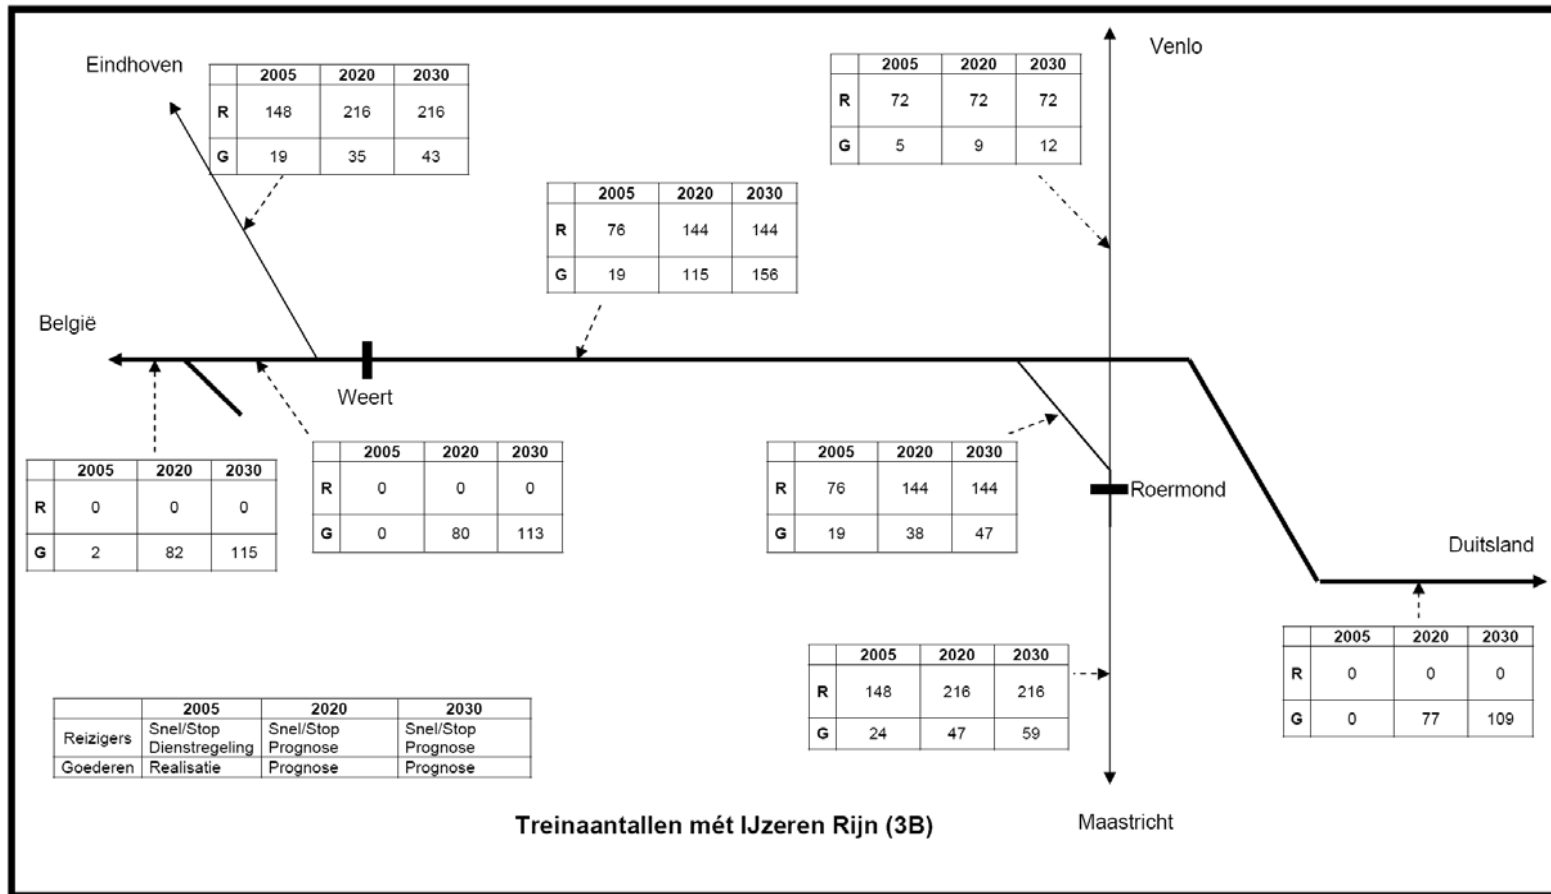 Eindhoven
2005 2020 2030
R 148 216 216
G 19 35 43
Venlo
2005 2020 2030
R 72 72 72
G 5 9 12
2005 2020 2030
R 76 144 144
G 19 115 156
België
Weert
2005 2020 2030
R 0 0 0
G 2 82 115
2005 2020 2030
R 0 0 0
G 0 80 113
2005 2020 2030
R 76 144 144
G 19 38 47
Roermond
Duitsland
2005 2020 2030
R 0 0 0
G 0 77 109
2005 2020 2030
R 148 216 216
G 24 47 59
Maastricht
2005 2020 2030
Reizigers Snel/Stop Snel/Stop Snel/Stop
Dienstregeling Prognose Prognose
Goederen Realisatie Prognose Prognose
Treinaantallen mét IJzeren Rijn (3B)